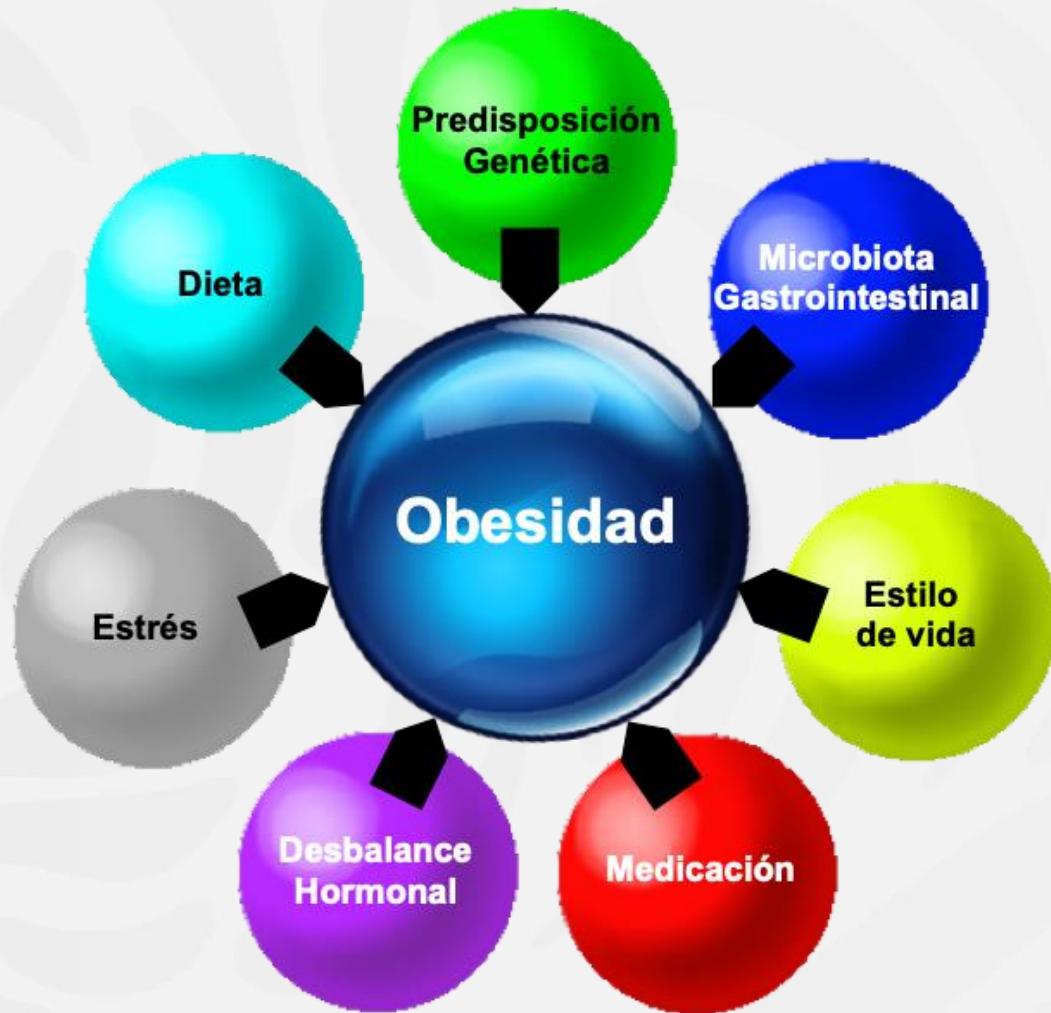 Predisposición
Genética
Microbiota
Gastrointestinal
Dieta
Obesidad
Estilo
de vida
Estrés
Desbalance
Hormonal
Medicación